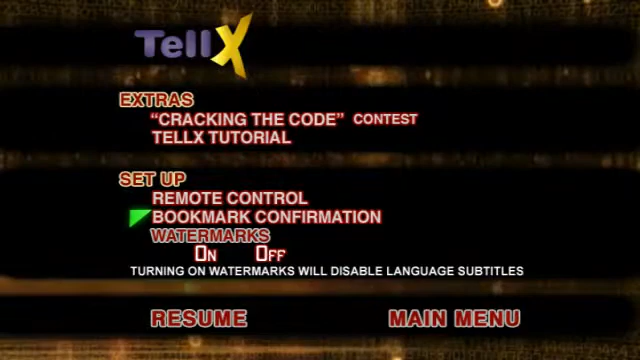 TellX
EXTRAS
“CRACKING THE CODE” CONTEST
TELLX TUTORIAL
SET UP
REMOTE CONTROL
BOOKMARK CONFIRMATION
WATERMARKS
ON OFF
TURNING ON WATERMARKS WILL DISABLE LANGUAGE SUBTITLES
RESUME MAIN MENU